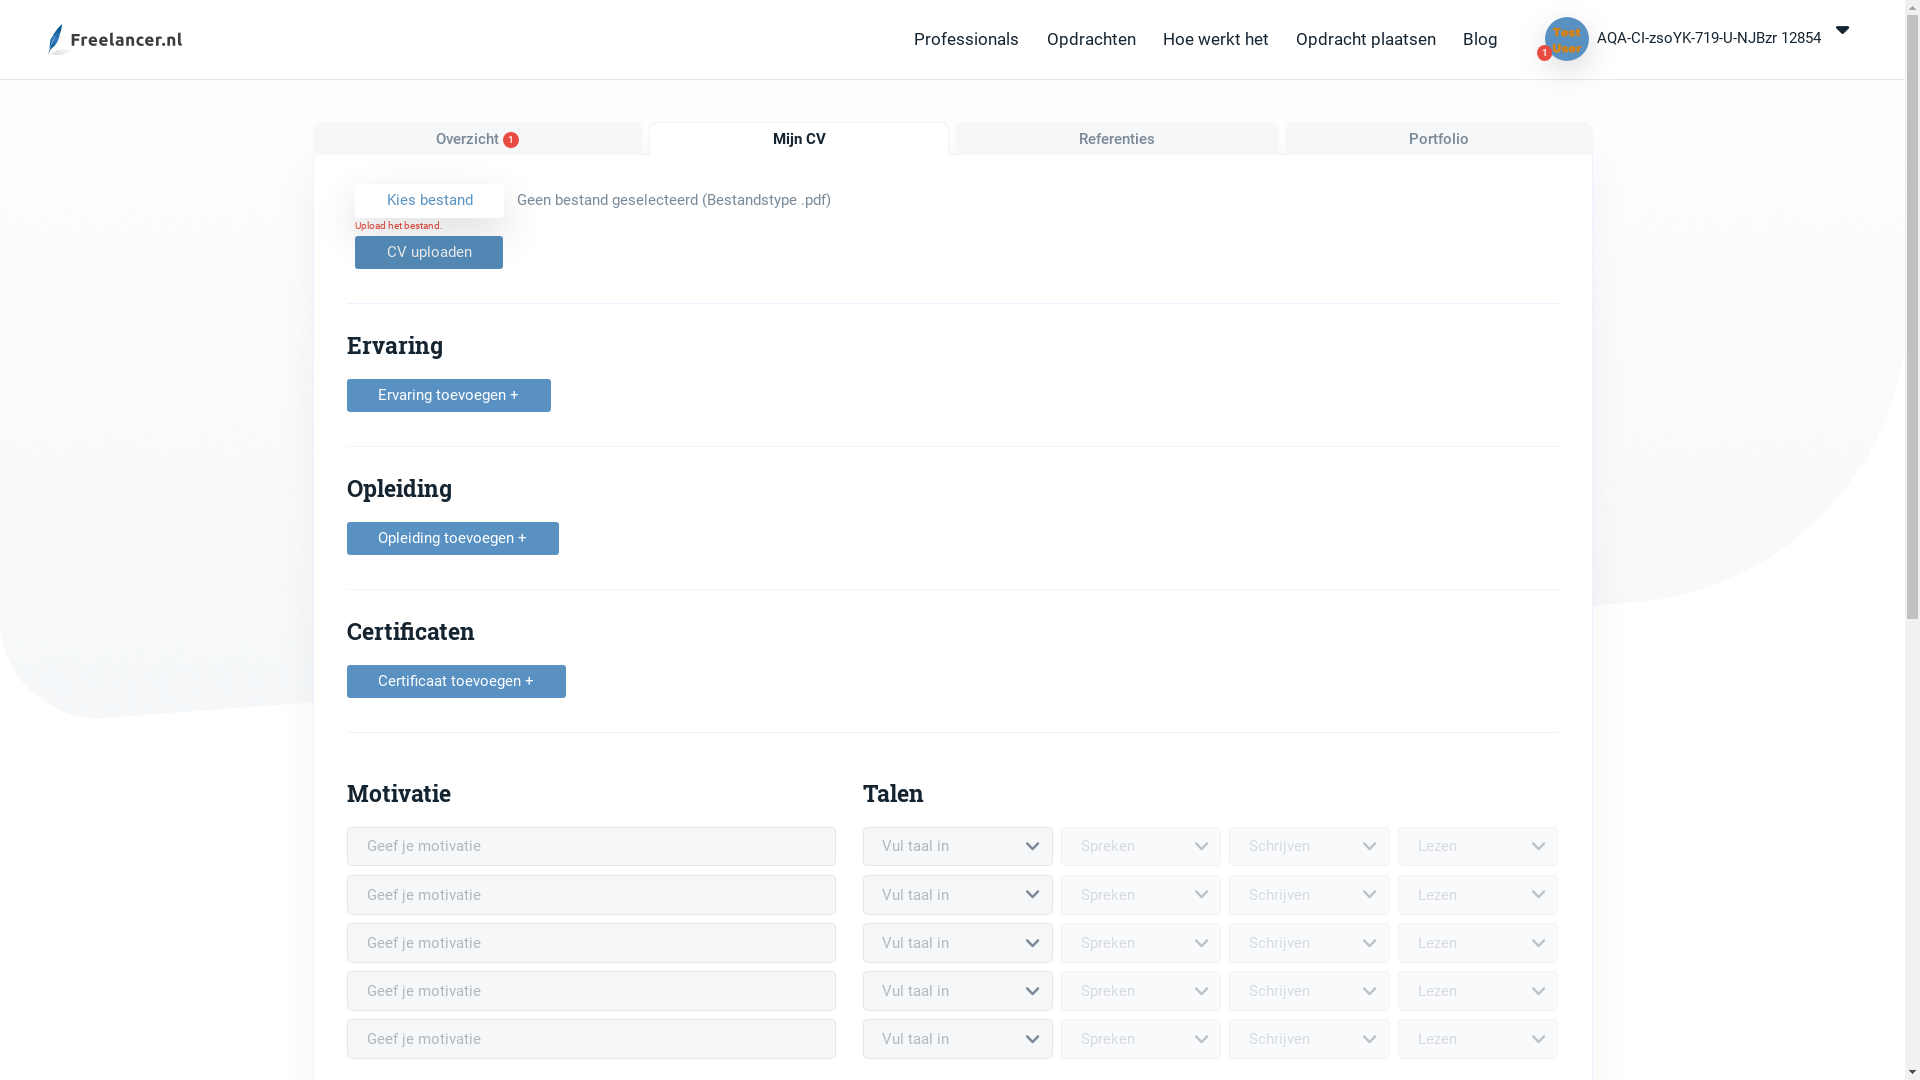 Freelancer.nl
Professionals Opdrachten Hoe werkt het Opdracht plaatsen Blog
Test User 1 AQA-CI-zsoYK-719-U-NJBzr 12854
Overzicht 1 Mijn CV Referenties Portfolio
Kies bestand Geen bestand geselecteerd (Bestandstype .pdf)
Upload het bestand.
CV uploaden
Ervaring
Ervaring toevoegen +
Opleiding
Opleiding toevoegen +
Certificaten
Certificaat toevoegen +
Motivatie
Geef je motivatie
Geef je motivatie
Geef je motivatie
Geef je motivatie
Geef je motivatie
Talen
Vul taal in Spreken Schrijven Lezen
Vul taal in Spreken Schrijven Lezen
Vul taal in Spreken Schrijven Lezen
Vul taal in Spreken Schrijven Lezen
Vul taal in Spreken Schrijven Lezen